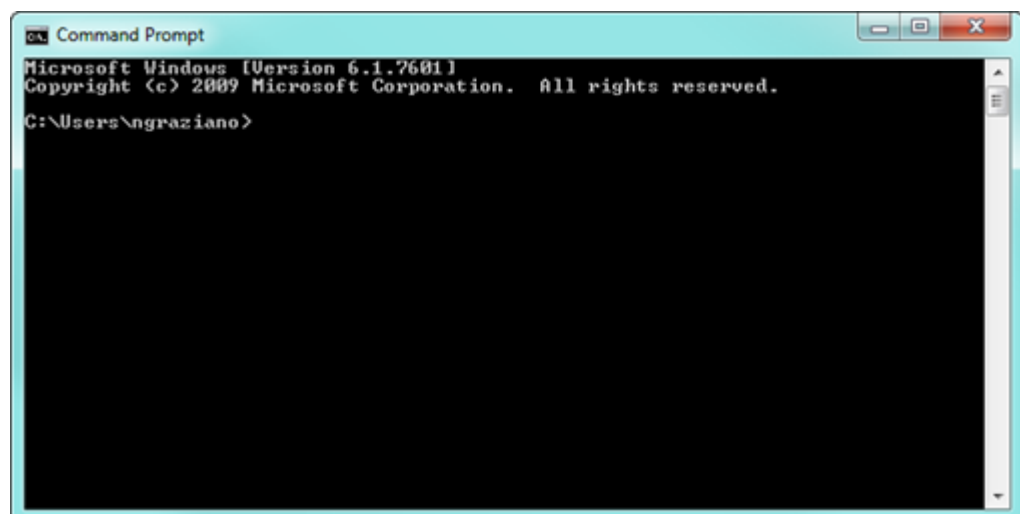 Command Prompt
Microsoft Windows [Version 6.1.7601]
Copyright (c) 2009 Microsoft Corporation.  All rights reserved.
C:\Users\ngraziano>